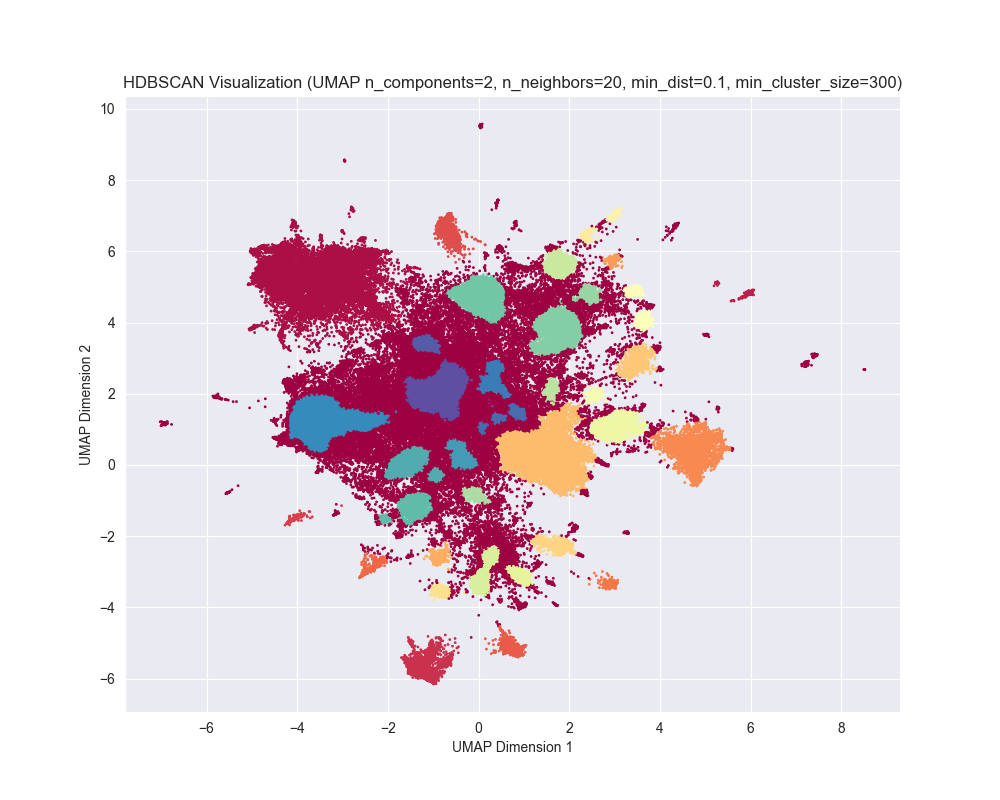 HDBSCAN Visualization (UMAP n_components=2, n_neighbors=20, min_dist=0.1, min_cluster_size=300)
10
8
6
4
2
0
−2
−4
−6
UMAP Dimension 2
−6 −4 −2 0 2 4 6 8
UMAP Dimension 1